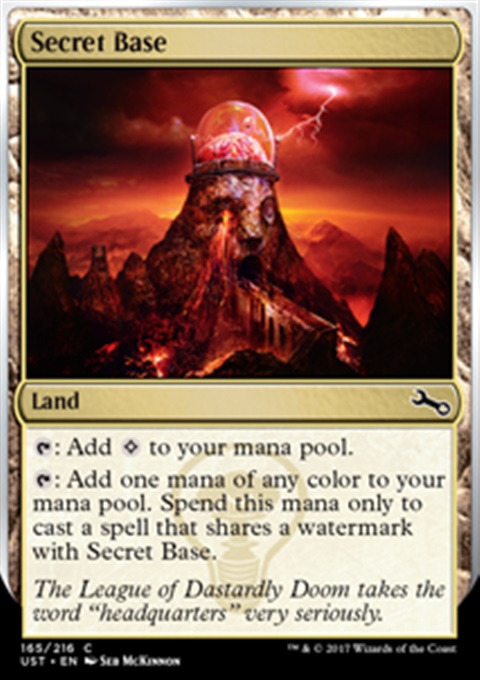 Secret Base
Land
: Add to your mana pool.
: Add one mana of any color to your
mana pool. Spend this mana only to
cast a spell that shares a watermark
with Secret Base.
The League of Dastardly Doom takes the
word “headquarters” very seriously.
165/216 C
™ & © 2017 Wizards of the Coast
UST • EN Seb McKinnon